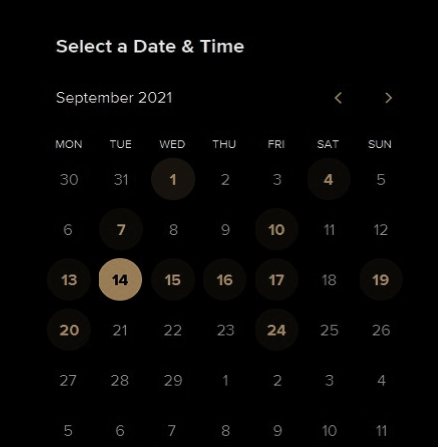 Select a Date & Time
September 2021
MON TUE WED THU FRI SAT SUN
30 31 1 2 3 4 5
6 7 8 9 10 11 12
13 14 15 16 17 18 19
20 21 22 23 24 25 26
27 28 29 1 2 3 4
5 6 7 8 9 10 11